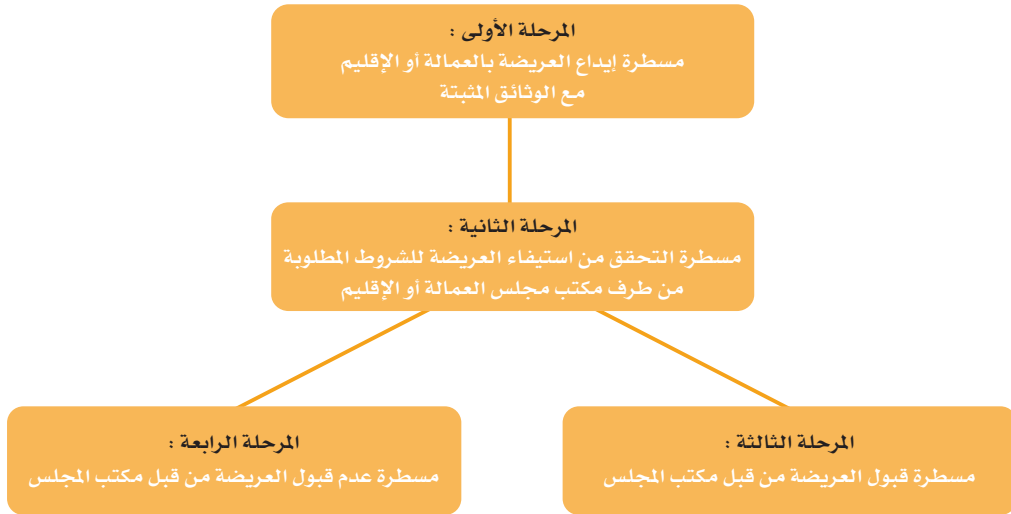 المرحلة الأولى :
مسطرة إيداع العريضة بالعمالة أو الإقليم
مع الوثائق المثبتة
المرحلة الثانية :
مسطرة التحقق من استيفاء العريضة للشروط المطلوبة
من طرف مكتب مجلس العمالة أو الإقليم
المرحلة الثالثة :
مسطرة قبول العريضة من قبل مكتب المجلس
المرحلة الرابعة :
مسطرة عدم قبول العريضة من قبل مكتب المجلس